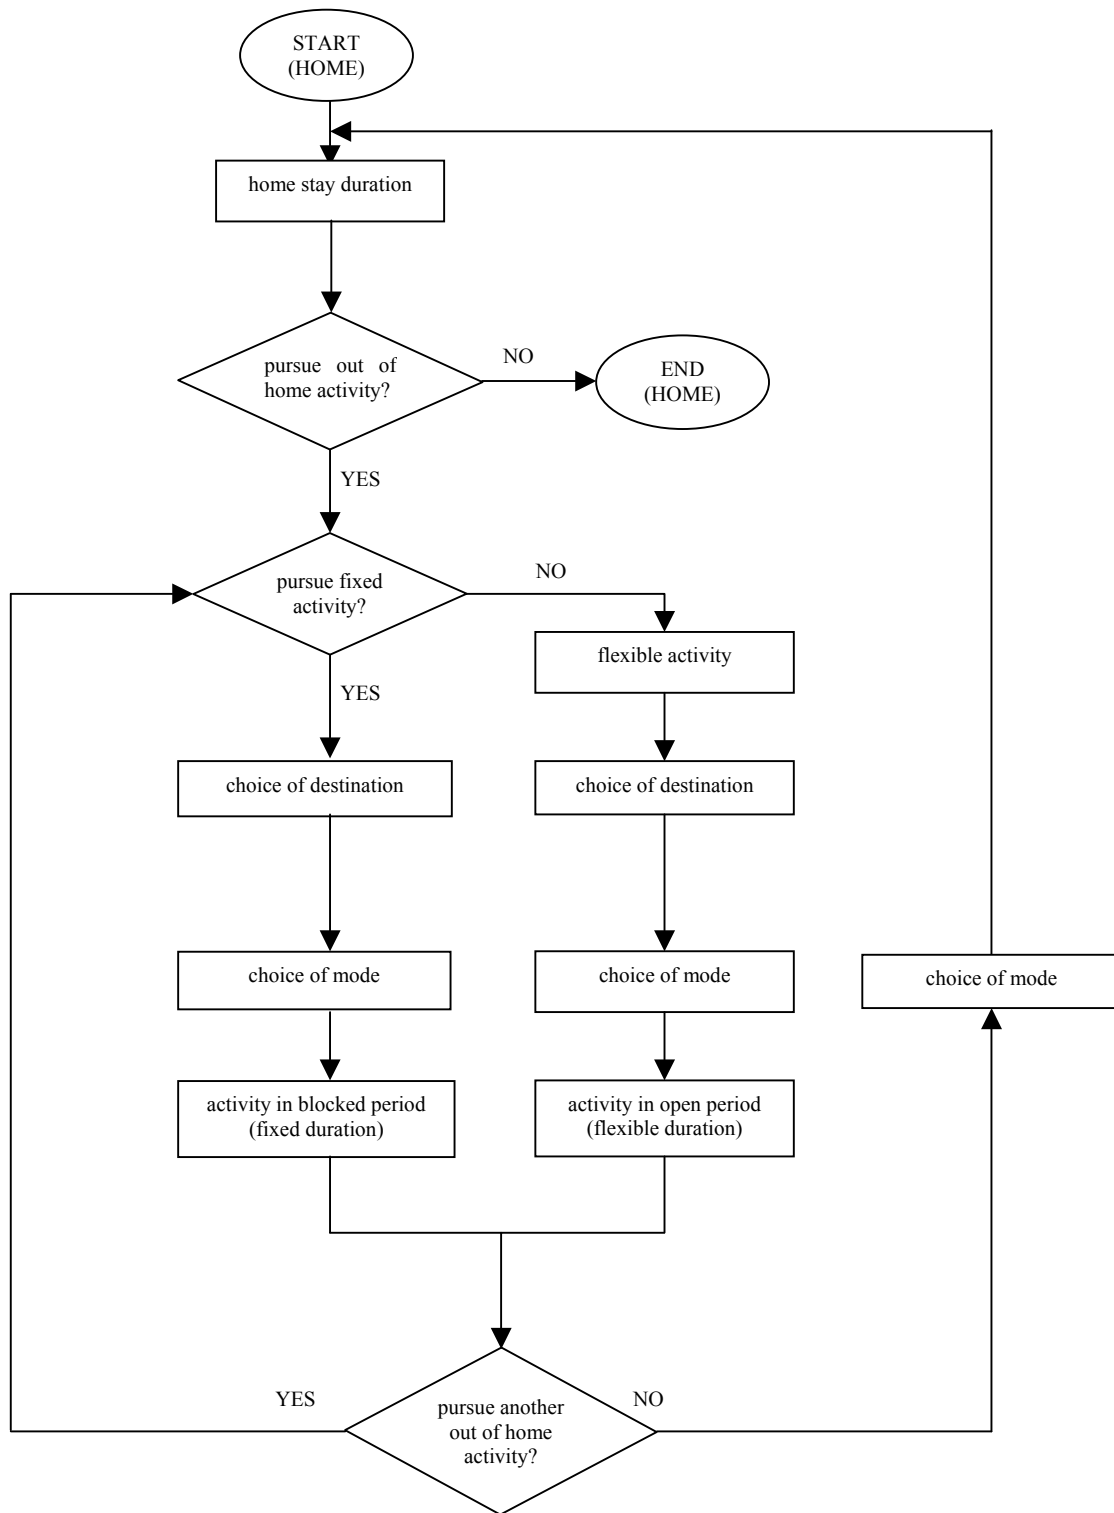 START
(HOME)
home stay duration
pursue out of
home activity?
NO
END
(HOME)
YES
pursue fixed
activity?
NO
flexible activity
YES
choice of destination
choice of destination
choice of mode
choice of mode
choice of mode
activity in blocked period
(fixed duration)
activity in open period
(flexible duration)
YES
NO
pursue another
out of home
activity?